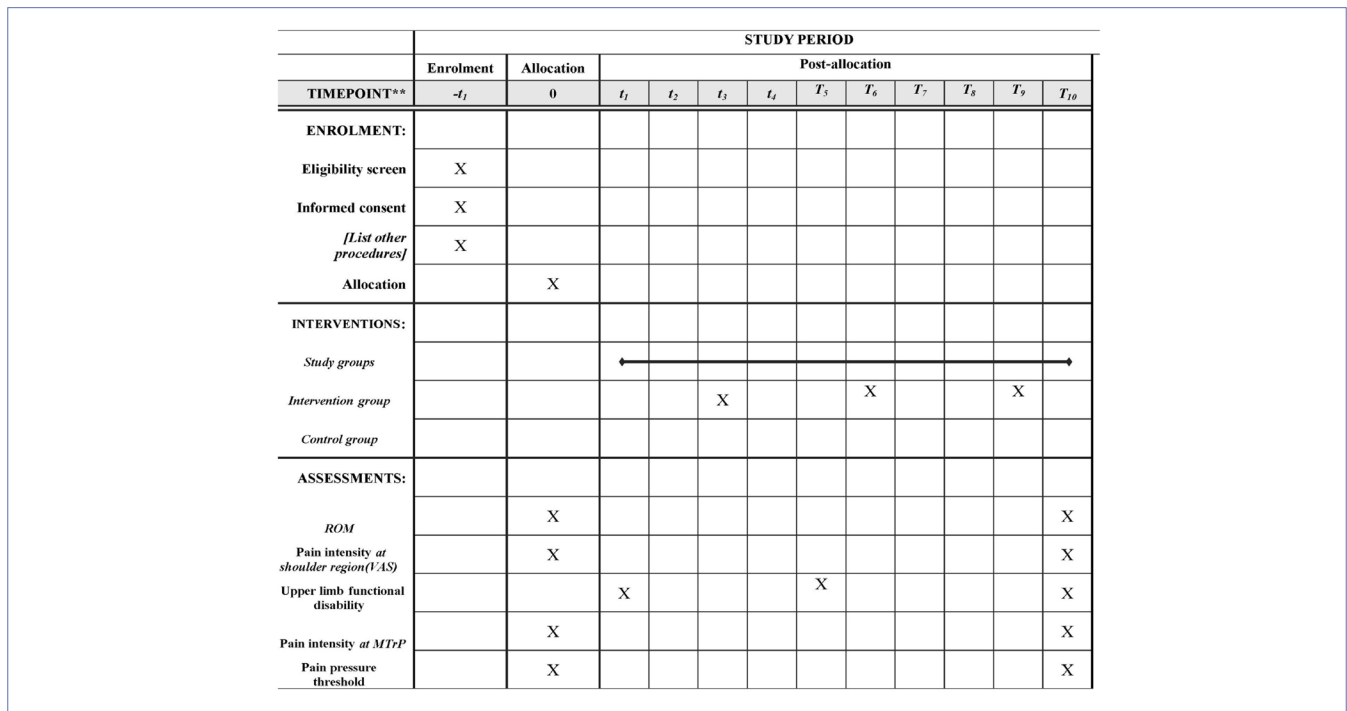 STUDY PERIOD
Enrolment Allocation Post-allocation
TIMEPOINT** -t1 0 t1 t2 t3 t4 T5 T6 T7 T8 T9 T10
ENROLMENT:
Eligibility screen X
Informed consent X
[List other
procedures] X
Allocation X
INTERVENTIONS:
Study groups
Intervention group X X X
Control group
ASSESSMENTS:
ROM X X
Pain intensity at
shoulder region(VAS) X X
Upper limb functional
disability X X X
Pain intensity at MTrP X X
Pain pressure
threshold X X